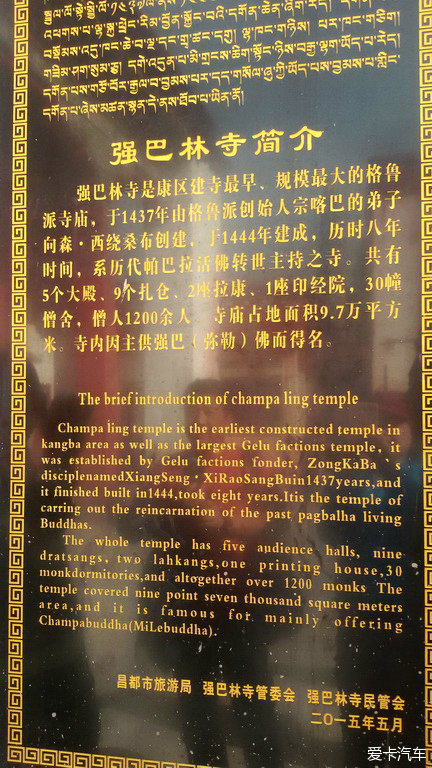 དགོན་པས་གཙོ་བོར་རྒྱལ་བ་བྱམས་པར་དད་གསོལ་ཞུ་ཀྱི་ཡོད་པས་བྱམས་པ་གླིང་
དགོན་པ་ཞེས་མཚན་སྙན་དེ་ནས་ཐོབ་པ་ཡིན་ནོ།
强巴林寺简介
强巴林寺是康区建寺最早、规模最大的格鲁
派寺庙，于1437年由格鲁派创始人宗喀巴的弟子
向森·西绕桑布创建，于1444年建成，历时八年
时间，系历代帕巴拉活佛转世主持之寺。共有
5个大殿、9个扎仓、2座拉康、1座印经院，30幢
僧舍，僧人1200余人　寺庙占地面积9.7万平方
米。寺内因主供强巴（弥勒）佛而得名。
The brief introduction of champa ling temple
Champa ling temple is the earliest constructed temple in
kangba area as well as the largest Gelu factions temple, it
was established by Gelu factions fonder, ZongKaBa`s
disciplenamedXiangSeng·XiRaoSangBuin1437years,and
it finished built in1444,took eight years.Itis the temple of
carring out the reincarnation of the past pagbalha living
Buddhas.
The whole temple has five audience halls, nine
dratsangs, two lahkangs,one printing house,30
monkdormitories,and altogether over 1200 monks The
temple covered nine point seven thousand square meters
area,and it is famous for mainly offering
Champabuddha(MiLebuddha).
昌都市旅游局 强巴林寺管委会 强巴林寺民管会
二〇一五年五月
爱卡汽车